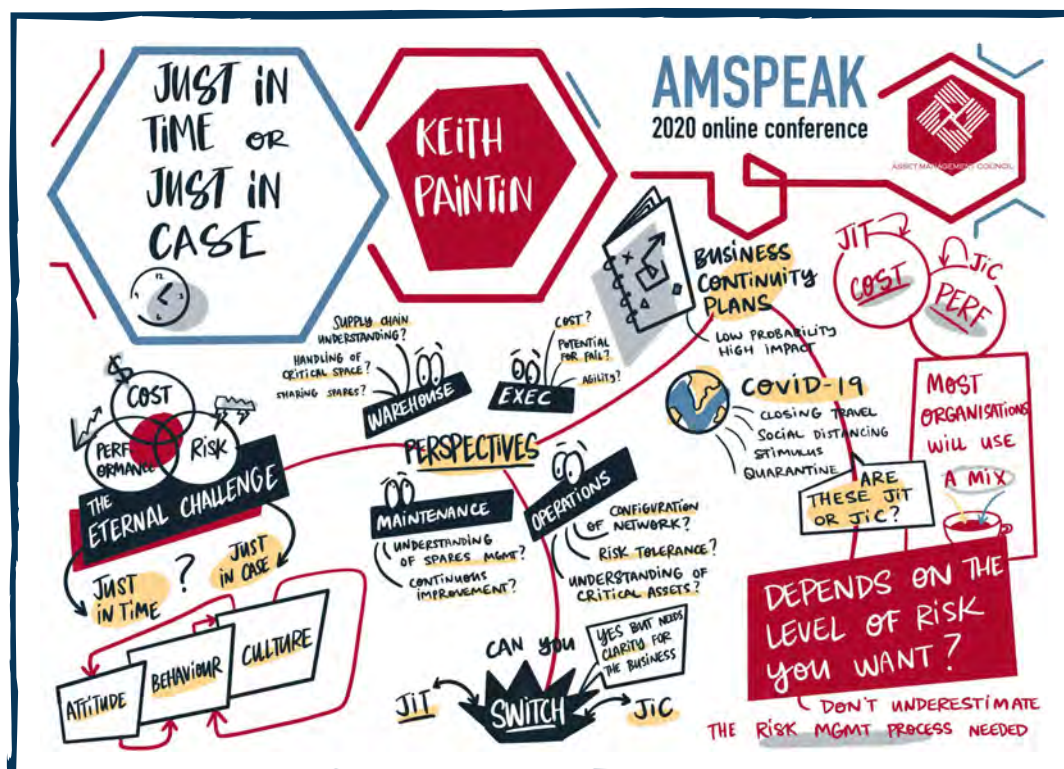 JUST IN
TIME OR
JUST IN
CASE
12
3
6
KEITH
PAINTIN
AMSPEAK
2020 online conference
ASSET MANAGEMENT COUNCIL
$
COST
PERF
ORMANCE
RISK
THE
ETERNAL CHALLENGE
JUST
IN TIME
?
JUST
IN CASE
ATTITUDE
BEHAVIOUR
CULTURE
SUPPLY CHAIN
UNDERSTANDING?
HANDLING OF
CRITICAL SPACE?
SHARING SPARES?
WAREHOUSE
COST?
POTENTIAL
FOR FAIL?
AGILITY?
EXEC
PERSPECTIVES
MAINTENANCE
UNDERSTANDING
OF SPARES MGMT?
CONTINUOUS
IMPROVEMENT?
OPERATIONS
CONFIGURATION
OF NETWORK?
RISK TOLERANCE?
UNDERSTANDING OF
CRITICAL ASSETS?
CAN YOU
SWITCH
JIT
JIC
YES BUT NEEDS
CLARITY FOR
THE BUSINESS
BUSINESS
CONTINUITY
PLANS
LOW PROBABILITY
HIGH IMPACT
COVID-19
CLOSING TRAVEL
SOCIAL DISTANCING
STIMULUS
QUARANTINE
ARE
THESE JIT
OR JIC?
JIT
COST
JIC
PERF
MOST
ORGANISATIONS
WILL USE
A MIX
DEPENDS ON THE
LEVEL OF RISK
YOU WANT?
DON'T UNDERESTIMATE
THE RISK MGMT PROCESS NEEDED